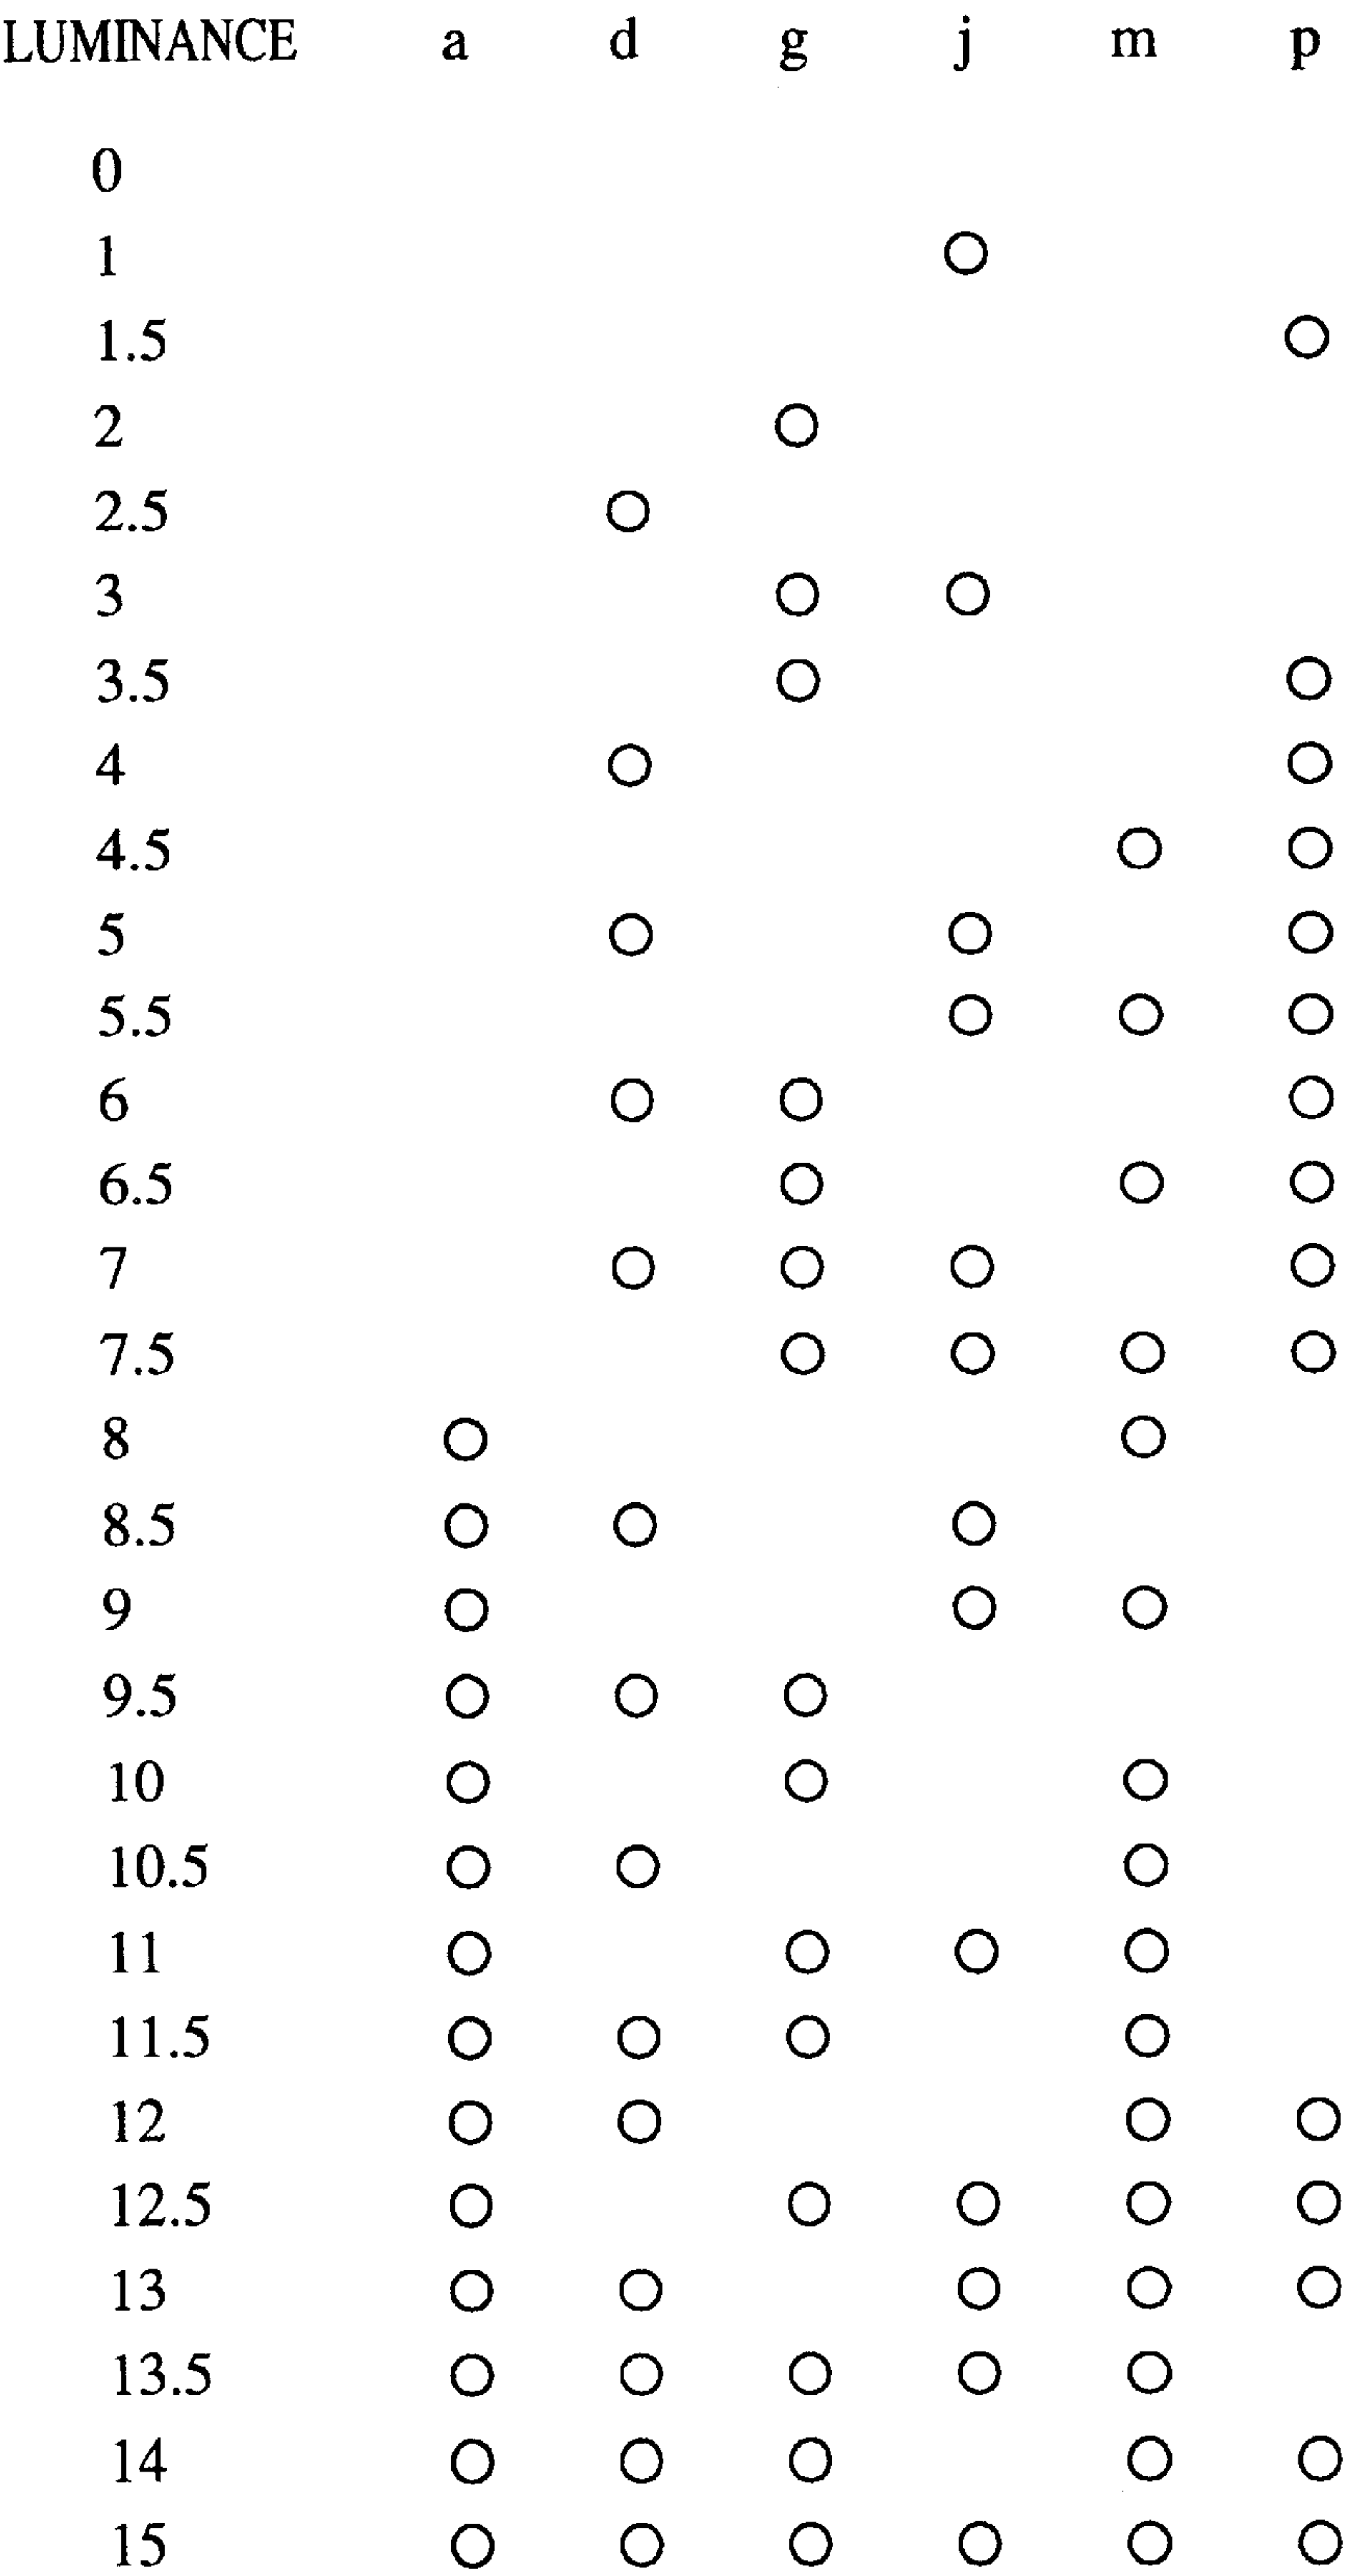 LUMINANCE a d g j m p
0
1 ○
1.5 ○
2 ○
2.5 ○
3 ○ ○
3.5 ○ ○
4 ○ ○
4.5 ○ ○
5 ○ ○ ○
5.5 ○ ○ ○
6 ○ ○ ○
6.5 ○ ○ ○
7 ○ ○ ○ ○
7.5 ○ ○ ○ ○
8 ○ ○
8.5 ○ ○ ○
9 ○ ○ ○
9.5 ○ ○ ○
10 ○ ○ ○
10.5 ○ ○ ○
11 ○ ○ ○ ○
11.5 ○ ○ ○ ○
12 ○ ○ ○ ○
12.5 ○ ○ ○ ○ ○
13 ○ ○ ○ ○ ○
13.5 ○ ○ ○ ○ ○
14 ○ ○ ○ ○ ○
15 ○ ○ ○ ○ ○ ○